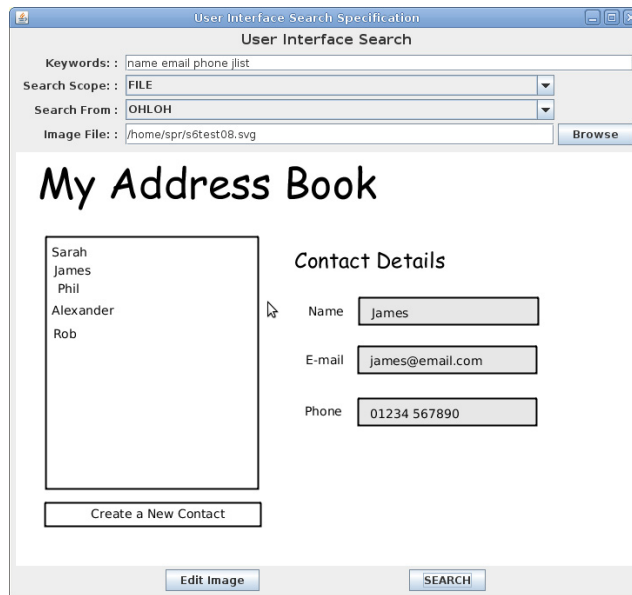 User Interface Search Specification
User Interface Search
Keywords: : name email phone jlist
Search Scope: : FILE
Search From : OHLOH
Image File: : /home/spr/s6test08.svg Browse
My Address Book
Sarah
James
Phil
Alexander
Rob
Create a New Contact
Contact Details
Name James
E-mail james@email.com
Phone 01234 567890
Edit Image SEARCH